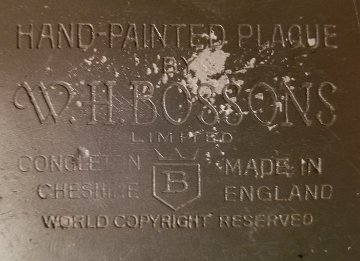 HAND-PAINTED PLAQUE
BY
W.H.BOSSONS
LIMITED
CONGLETON
CHESHIRE
B
MADE IN
ENGLAND
WORLD COPYRIGHT RESERVED